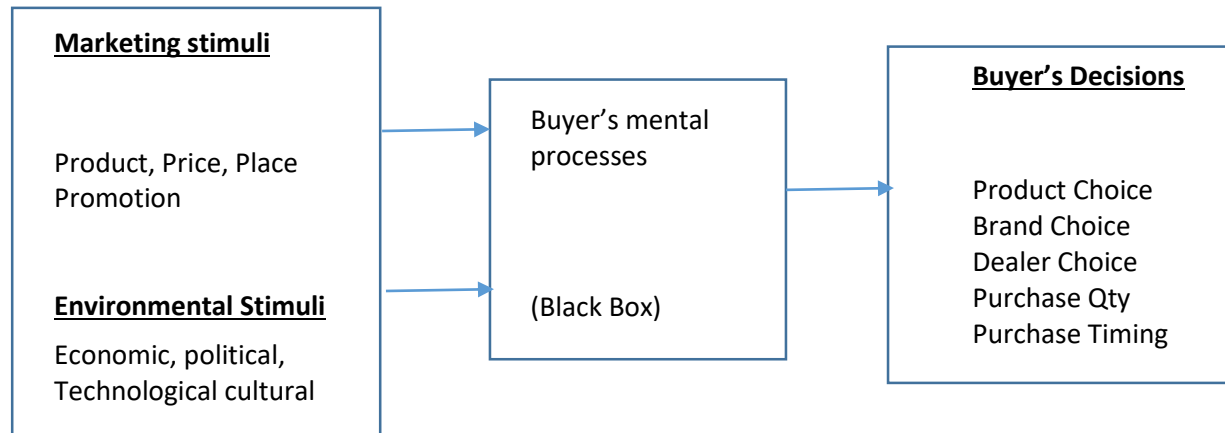 Marketing stimuli
Product, Price, Place
Promotion
Environmental Stimuli
Economic, political,
Technological cultural
Buyer’s mental
processes
(Black Box)
Buyer’s Decisions
Product Choice
Brand Choice
Dealer Choice
Purchase Qty
Purchase Timing